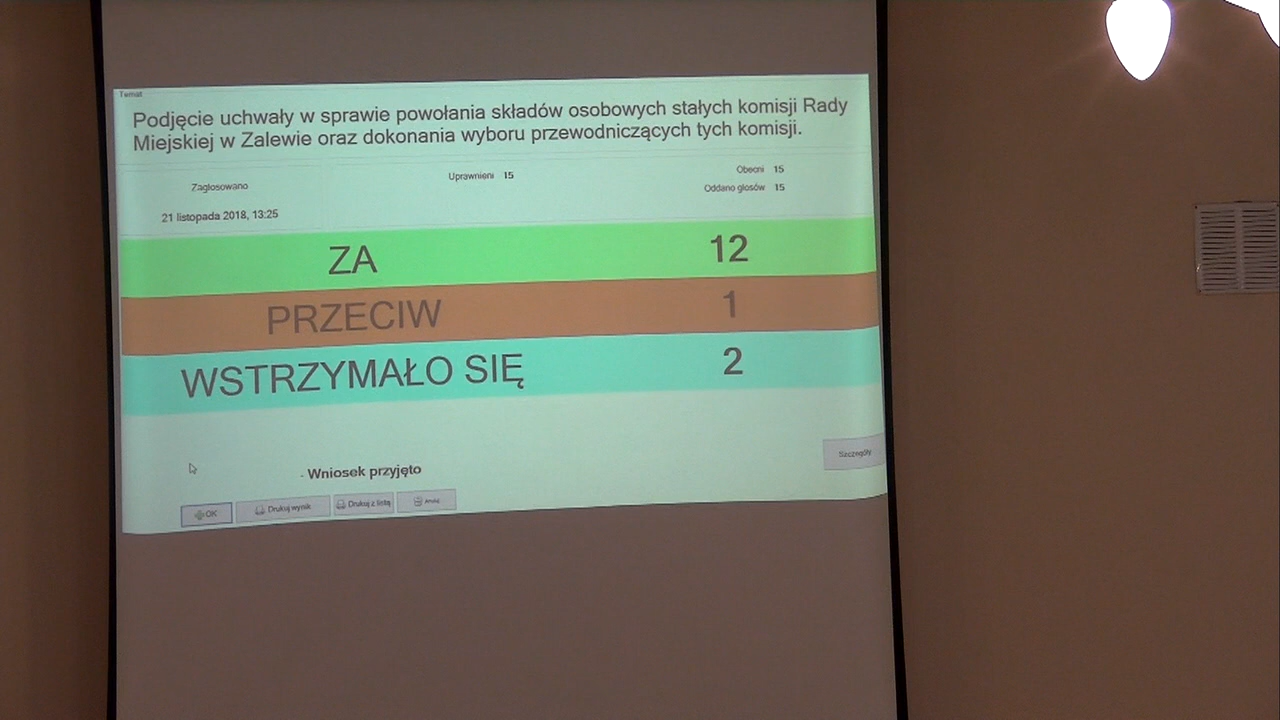 Temat
Podjęcie uchwały w sprawie powołania składów osobowych stałych komisji Rady
Miejskiej w Zalewie oraz dokonania wyboru przewodniczących tych komisji.
Zagłosowano
Uprawnieni 15
Obecni 15
Oddano głosów 15
21 listopada 2018, 13:25
ZA 12
PRZECIW 1
WSTRZYMAŁO SIĘ 2
- Wniosek przyjęto
Szczegóły
OK
Drukuj wynik
Drukuj z listą
Anuluj